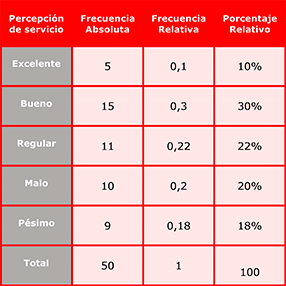 Percepción de servicio Frecuencia Absoluta Frecuencia Relativa Porcentaje Relativo
Excelente 5 0,1 10%
Bueno 15 0,3 30%
Regular 11 0,22 22%
Malo 10 0,2 20%
Pésimo 9 0,18 18%
Total 50 1 100